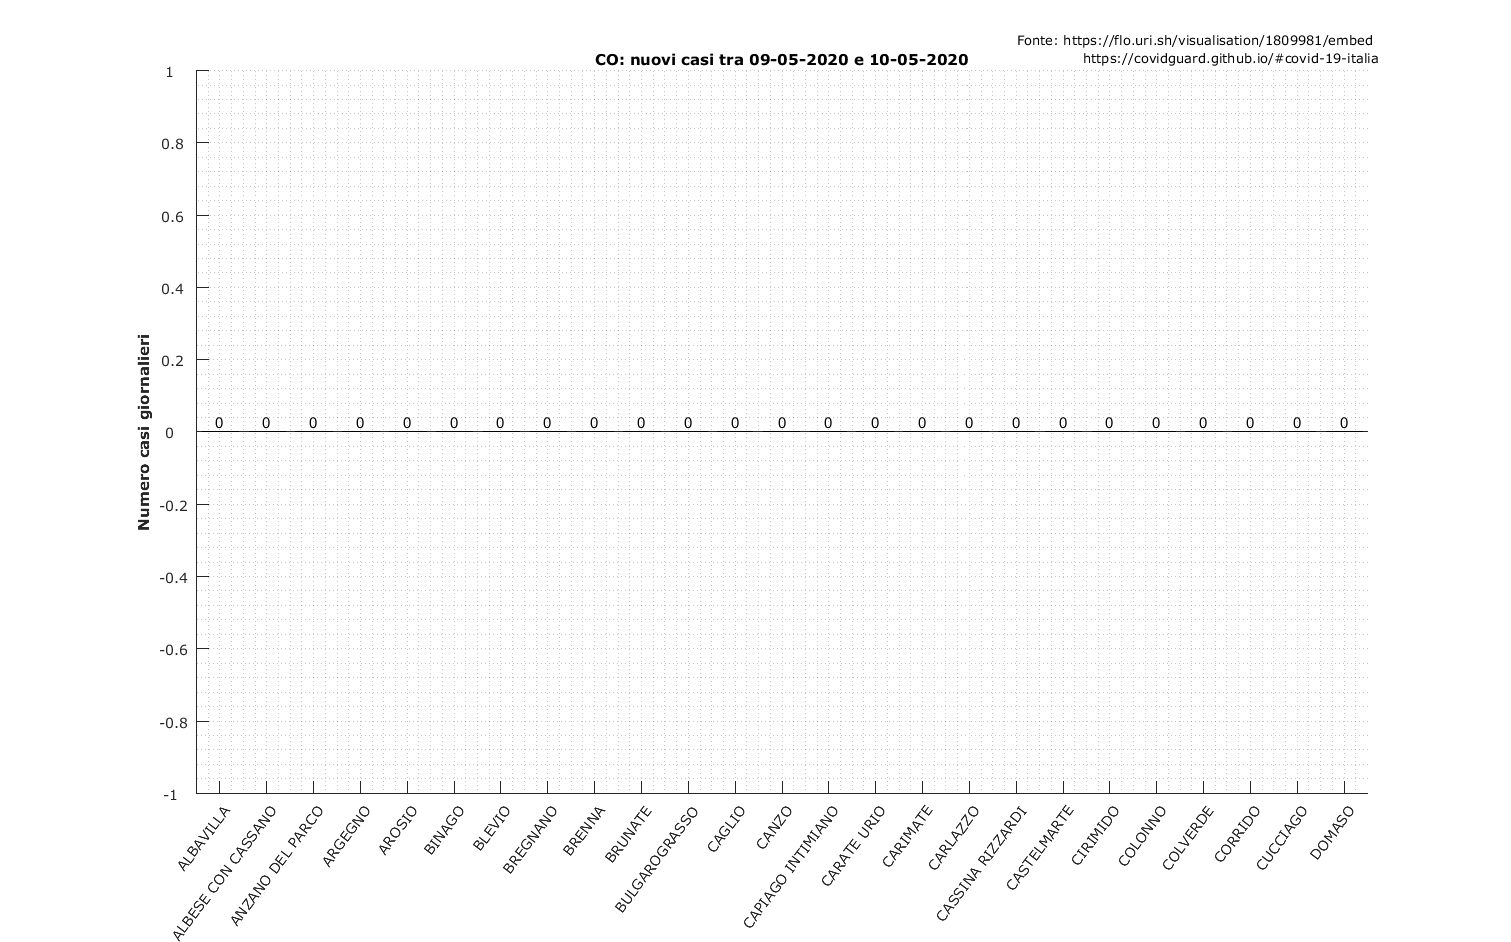 Fonte: https://flo.uri.sh/visualisation/1809981/embed
https://covidguard.github.io/#covid-19-italia
CO: nuovi casi tra 09-05-2020 e 10-05-2020
Numero casi giornalieri
1
0.8
0.6
0.4
0.2
0
-0.2
-0.4
-0.6
-0.8
-1
0 0 0 0 0 0 0 0 0 0 0 0 0 0 0 0 0 0 0 0 0 0 0 0 0
ALBAVILLA
ALBESE CON CASSANO
ANZANO DEL PARCO
ARGEGNO
AROSIO
BINAGO
BLEVIO
BREGNANO
BRENNA
BRUNATE
BULGAROGRASSO
CAGLIO
CANZO
CAPIAGO INTIMIANO
CARATE URIO
CARIMATE
CARLAZZO
CASSINA RIZZARDI
CASTELMARTE
CIRIMIDO
COLONNO
COLVERDE
CORRIDO
CUCCIAGO
DOMASO